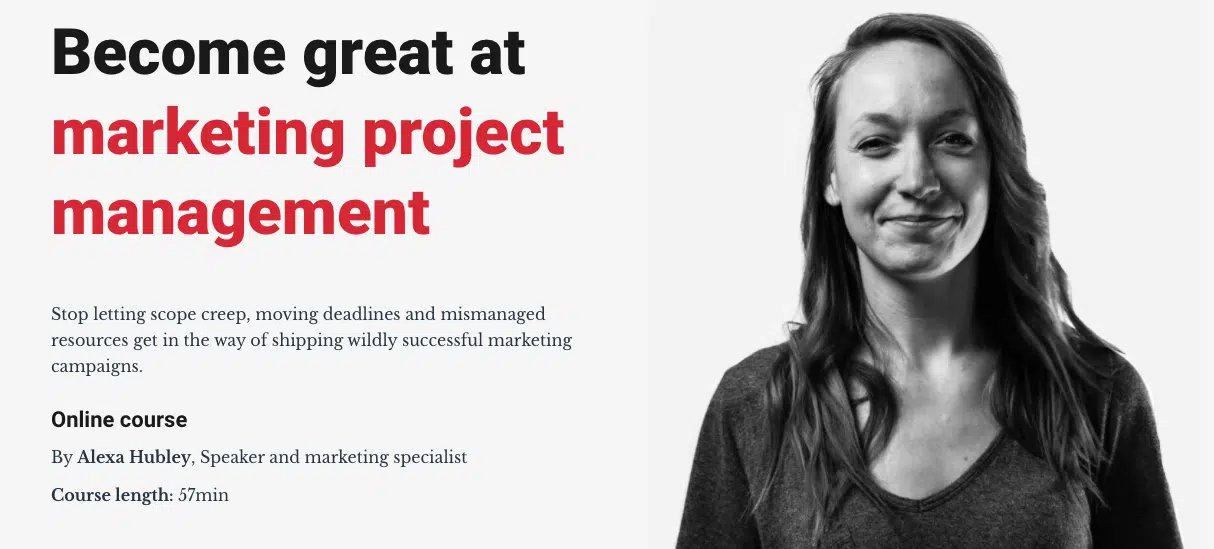 Become great at
marketing project
management
Stop letting scope creep, moving deadlines and mismanaged
resources get in the way of shipping wildly successful marketing
campaigns.
Online course
By Alexa Hubley, Speaker and marketing specialist
Course length: 57min